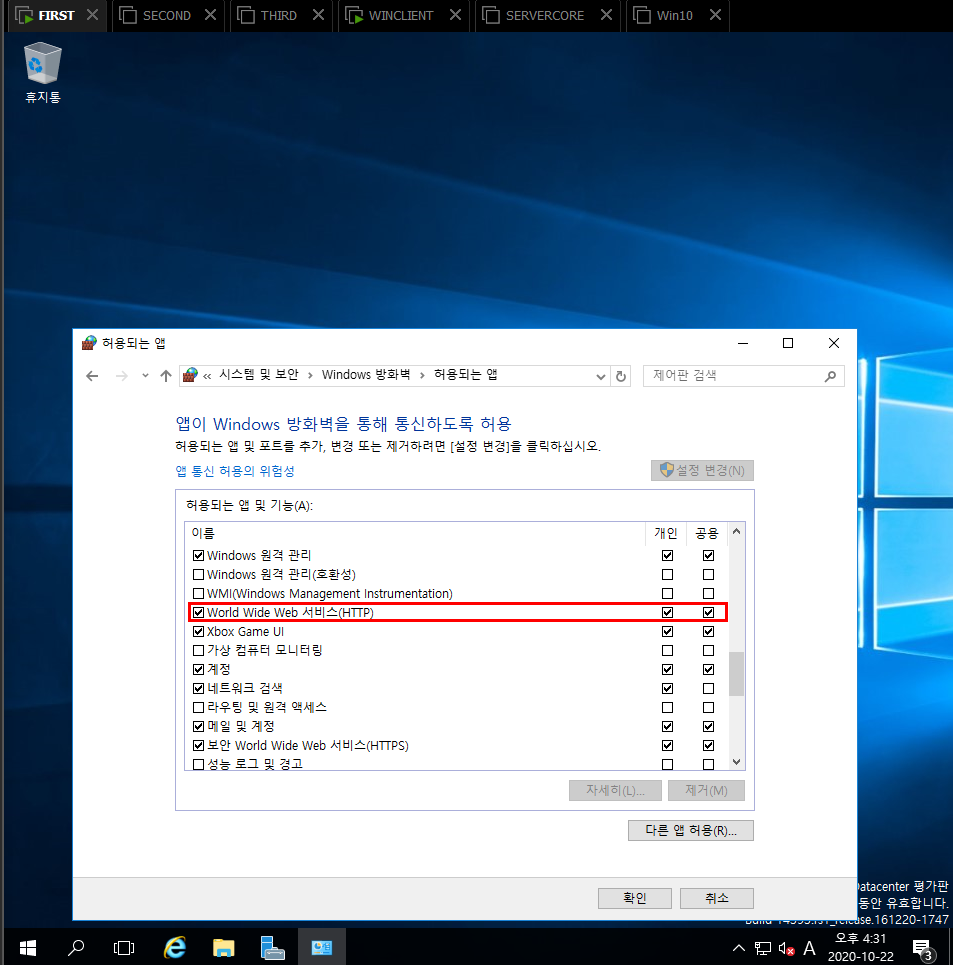 FIRST
SECOND
THIRD
WINCLIENT
SERVERCORE
Win10
휴지통
허용되는 앱
« 시스템 및 보안 › Windows 방화벽 › 허용되는 앱
제어판 검색
앱이 Windows 방화벽을 통해 통신하도록 허용
허용되는 앱 및 포트를 추가, 변경 또는 제거하려면 [설정 변경]을 클릭하십시오.
앱 통신 허용의 위험성
설정 변경(N)
허용되는 앱 및 기능(A):
이름 개인 공용
Windows 원격 관리
Windows 원격 관리(호환성)
WMI(Windows Management Instrumentation)
World Wide Web 서비스(HTTP)
Xbox Game UI
가상 컴퓨터 모니터링
계정
네트워크 검색
라우팅 및 원격 액세스
메일 및 계정
보안 World Wide Web 서비스(HTTPS)
성능 로그 및 경고
자세히(L)...
제거(M)
다른 앱 허용(R)...
확인
취소
Datacenter 평가판
동안 유효합니다.
Build 14393.rs1_release.161220-1747
A
오후 4:31
2020-10-22
3